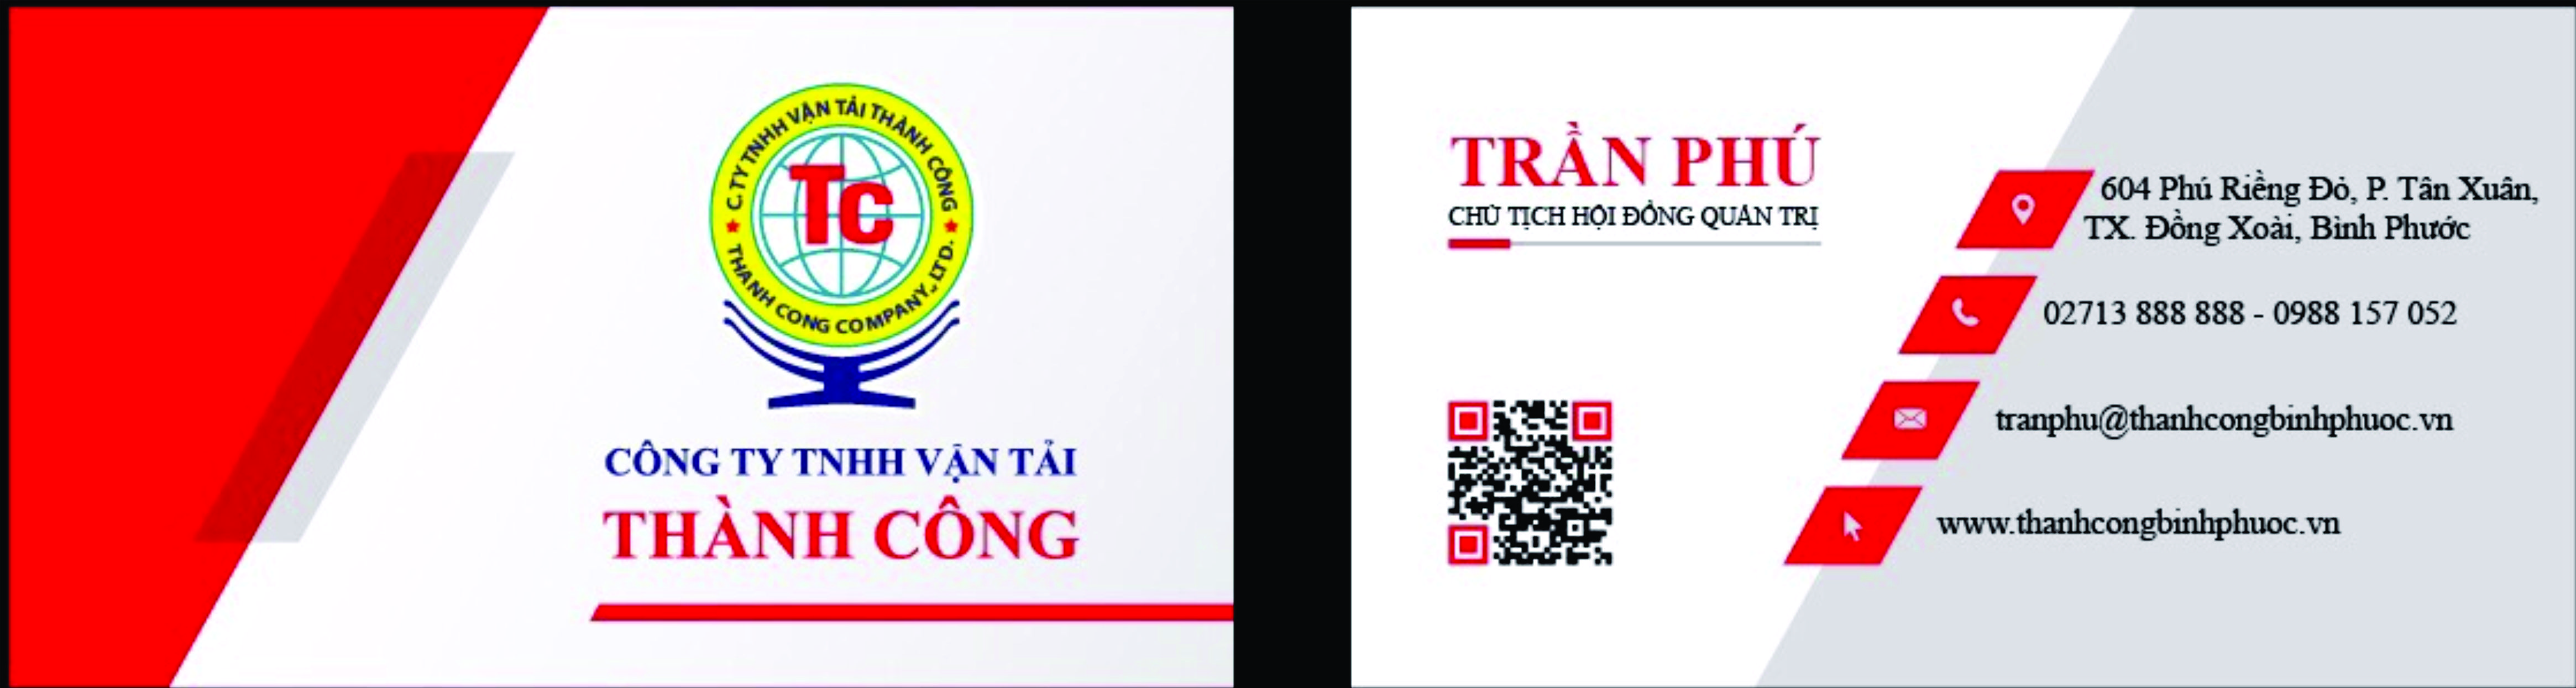 C.TY TNHH VẬN TẢI THÀNH CÔNG
THANH CONG COMPANY., LTD.
Tc
CÔNG TY TNHH VẬN TẢI
THÀNH CÔNG
TRẦN PHÚ
CHỦ TỊCH HỘI ĐỒNG QUẢN TRỊ
604 Phú Riềng Đỏ, P. Tân Xuân,
TX. Đồng Xoài, Bình Phước
02713 888 888 - 0988 157 052
tranphu@thanhcongbinhphuoc.vn
www.thanhcongbinhphuoc.vn